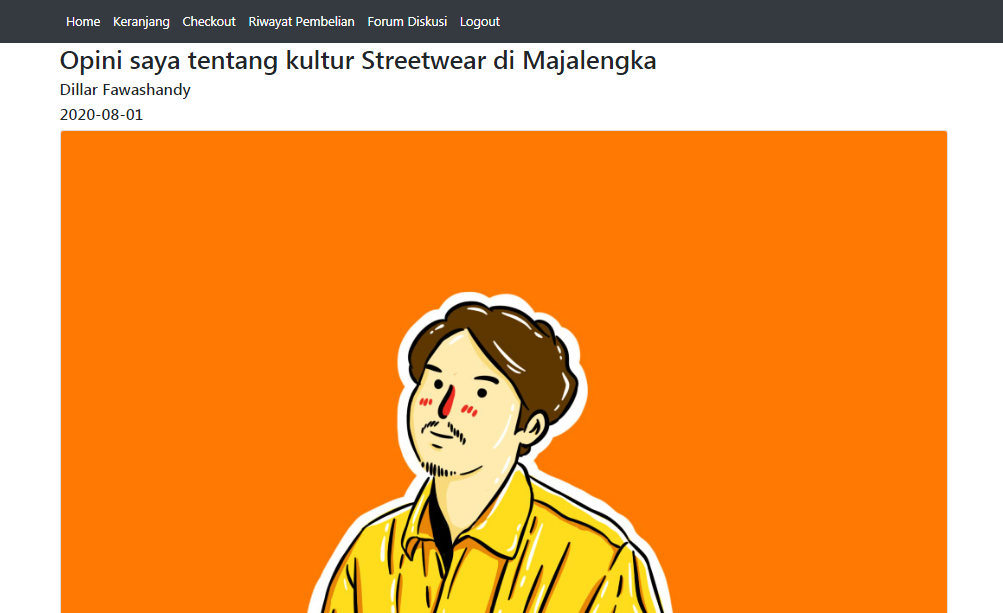 Home Keranjang Checkout Riwayat Pembelian Forum Diskusi Logout
Opini saya tentang kultur Streetwear di Majalengka
Dillar Fawashandy
2020-08-01